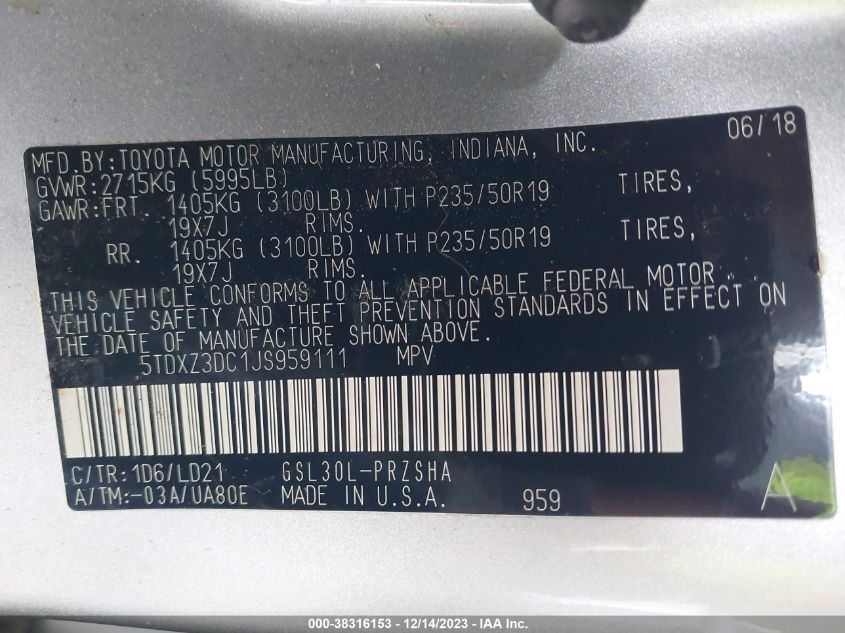 06/18
MFD.BY:TOYOTA MOTOR MANUFACTURING, INDIANA, INC.
GVWR:2715KG (5995LB)
GAWR:FRT. 1405KG (3100LB) WITH P235/50R19 TIRES,
19X7J RIMS.
RR. 1405KG (3100LB) WITH P235/50R19 TIRES,
19X7J RIMS.
THIS VEHICLE CONFORMS TO ALL APPLICABLE FEDERAL MOTOR
VEHICLE SAFETY AND THEFT PREVENTION STANDARDS IN EFFECT ON
THE DATE OF MANUFACTURE SHOWN ABOVE.
5TDXZ3DC1JS959111 MPV
C/TR:1D6/LD21 GSL30L-PRZSHA
A/TM:-03A/UA80E MADE IN U.S.A. 959 A
000-38316153 - 12/14/2023 - IAA Inc.